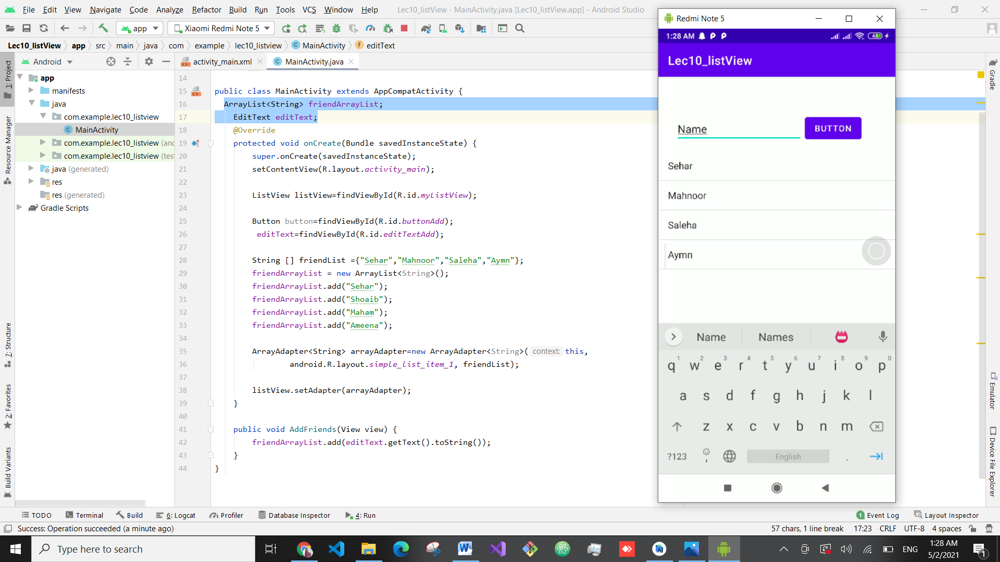 File Edit View Navigate Code Analyze Refactor Build Run Tools VCS Window Help Lec10_listView - MainActivity.java [Lec10_listView.app] - Android Studio
app Xiaomi Redmi Note 5
Lec10_listView app src main java com example lec10_listview MainActivity editText
Android
activity_main.xml MainActivity.java
1: Project
Resource Manager
7: Structure
2: Favorites
Build Variants
app
manifests
java
com.example.lec10_listview
MainActivity
com.example.lec10_listview (and
com.example.lec10_listview (tes
java (generated)
res
res (generated)
Gradle Scripts
14
15 public class MainActivity extends AppCompatActivity {
16 ArrayList<String> friendArrayList;
17 EditText editText;
18 @Override
19 protected void onCreate(Bundle savedInstanceState) {
20 super.onCreate(savedInstanceState);
21 setContentView(R.layout.activity_main);
22
23 ListView listView=findViewById(R.id.myListView);
24
25 Button button=findViewById(R.id.buttonAdd);
26 editText=findViewById(R.id.editTextAdd);
27
28 String [] friendList ={"Sehar","Mahnoor","Saleha","Aymn"};
29 friendArrayList = new ArrayList<String>();
30 friendArrayList.add("Sehar");
31 friendArrayList.add("Shoaib");
32 friendArrayList.add("Maham");
33 friendArrayList.add("Ameena");
34
35 ArrayAdapter<String> arrayAdapter=new ArrayAdapter<String>( context: this,
36 android.R.layout.simple_list_item_1, friendList);
37
38 listView.setAdapter(arrayAdapter);
39 }
40
41 public void AddFriends(View view) {
42 friendArrayList.add(editText.getText().toString());
43 }
44 }
Redmi Note 5
1:28 AM 45
Lec10_listView
Name BUTTON
Sehar
Mahnoor
Saleha
Aymn
Name Names
q1 w2 e3 r4 t5 y6 u7 i8 o9 p0
a s d f g h j k l
z x c v b n m
?123 , English .
Gradle
Emulator
Device File Explorer
TODO Terminal Build 6: Logcat Profiler Database Inspector 4: Run 1 Event Log Layout Inspector
Success: Operation succeeded (a minute ago) 57 chars, 1 line break 17:23 CRLF UTF-8 4 spaces
Type here to search ENG 1:28 AM
5/2/2021 1